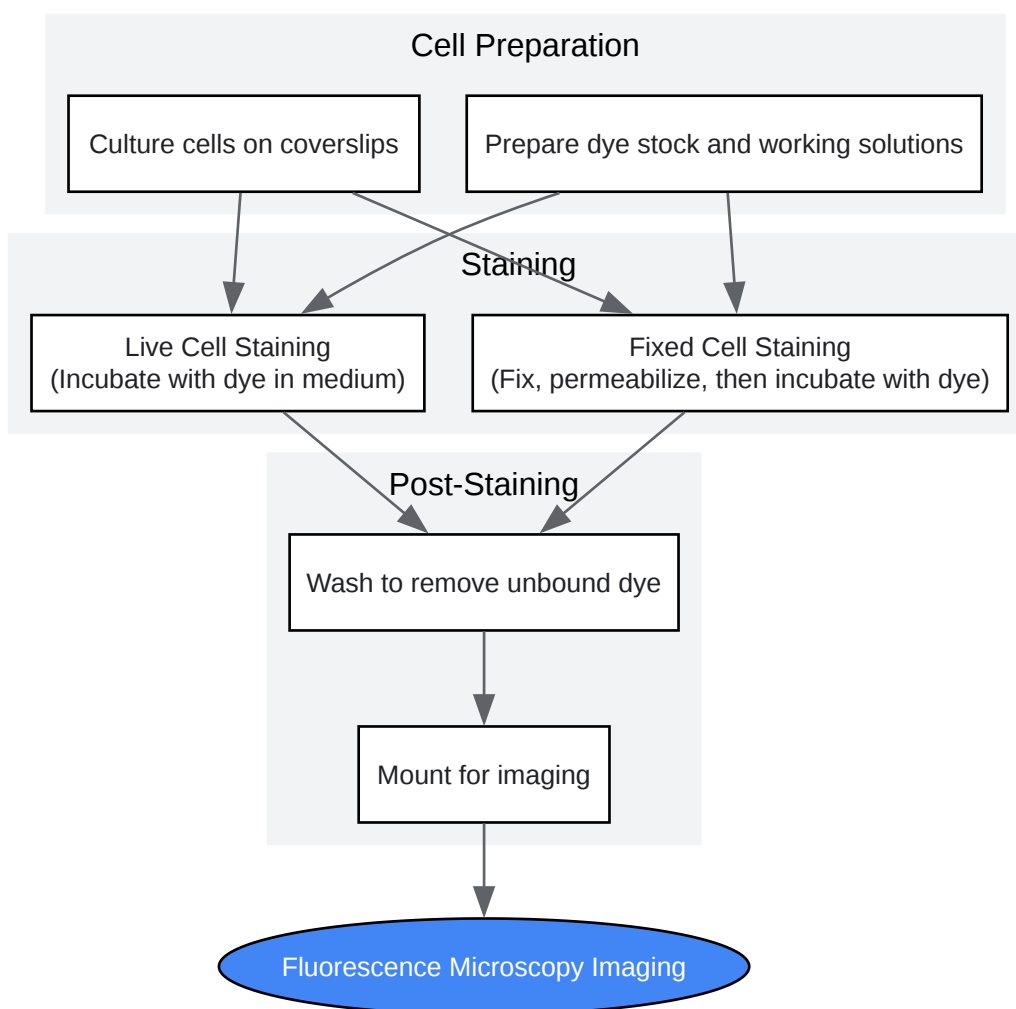 Cell Preparation
Culture cells on coverslips
Prepare dye stock and working solutions
Staining
Live Cell Staining
(Incubate with dye in medium)
Fixed Cell Staining
(Fix, permeabilize, then incubate with dye)
Post-Staining
Wash to remove unbound dye
Mount for imaging
Fluorescence Microscopy Imaging